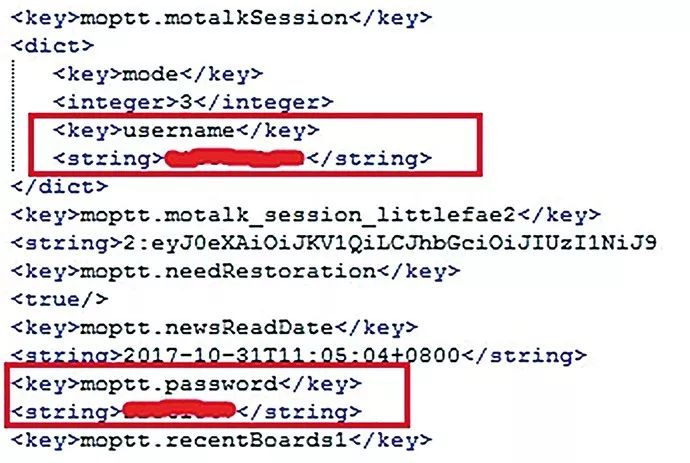 <key>moptt.motalkSession</key>
<dict>
<key>mode</key>
<integer>3</integer>
<key>username</key>
<string></string>
</dict>
<key>moptt.motalk_session_littlefae2</key>
<string>2:eyJ0eXAiOiJKV1QiLCJhbGciOiJIUzI1NiJ9
<key>moptt.needRestoration</key>
<true/>
<key>moptt.newsReadDate</key>
<string>2017-10-31T11:05:04+0800</string>
<key>moptt.password</key>
<string></string>
<key>moptt.recentBoards1</key>